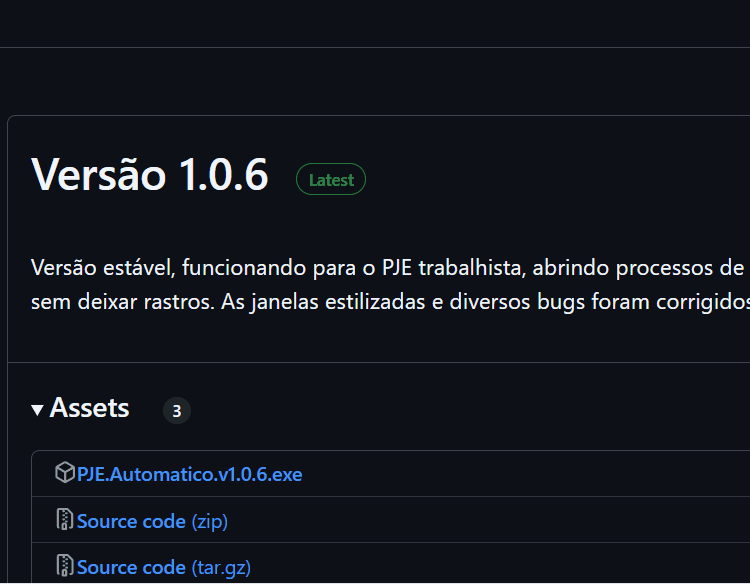 Versão 1.0.6 Latest
Versão estável, funcionando para o PJE trabalhista, abrindo processos de
sem deixar rastros. As janelas estilizadas e diversos bugs foram corrigidos
Assets 3
PJE.Automatico.v1.0.6.exe
Source code (zip)
Source code (tar.gz)